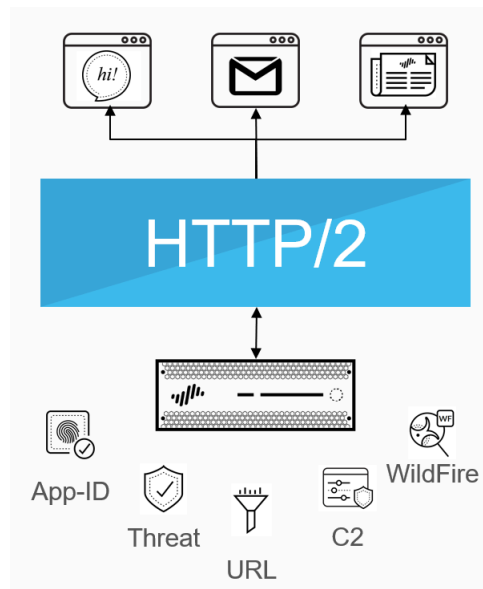 hi!
HTTP/2
WF
App-ID
WildFire
Threat
C2
URL